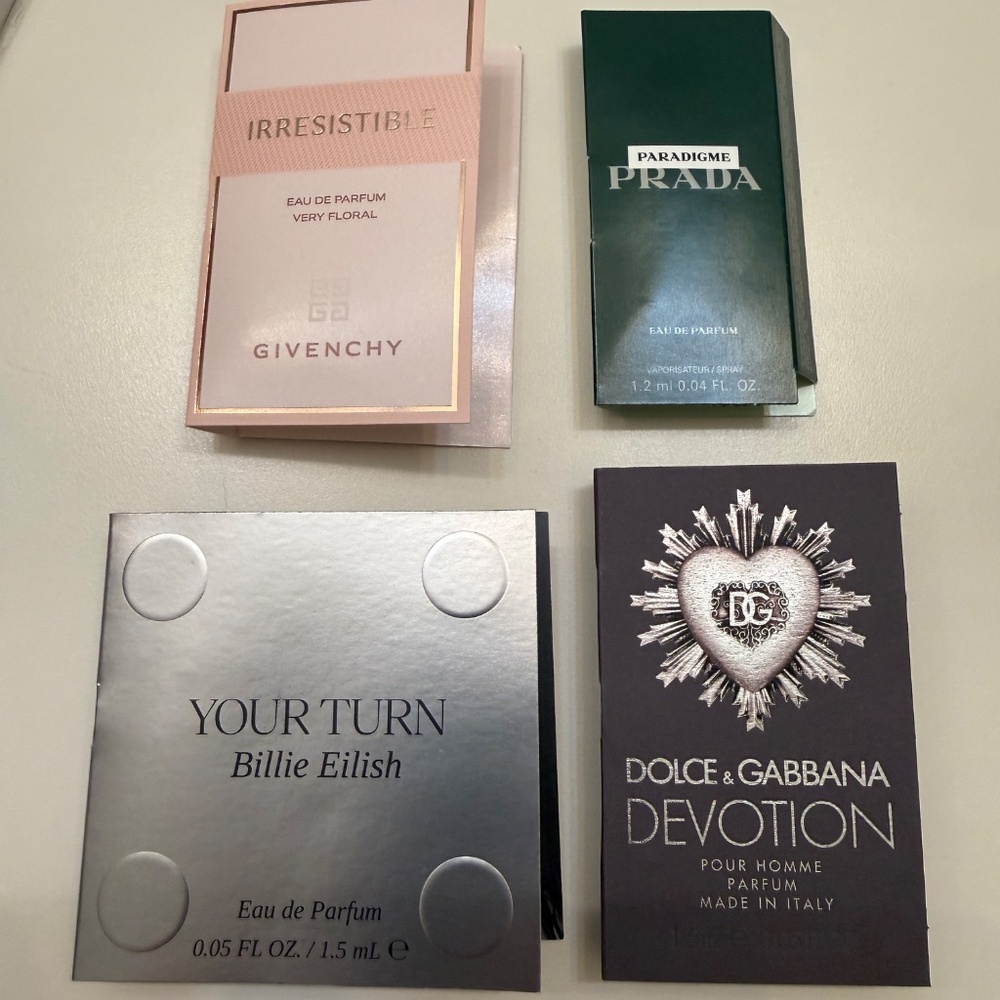 IRRESISTIBLE
EAU DE PARFUM
VERY FLORAL
GIVENCHY
PARADIGME
PRADA
EAU DE PARFUM
VAPORISATEUR / SPRAY
1.2 ml 0.04 FL. OZ.
YOUR TURN
Billie Eilish
Eau de Parfum
0.05 FL OZ. / 1.5 mL ℮
DG
DOLCE & GABBANA
DEVOTION
POUR HOMME
PARFUM
MADE IN ITALY